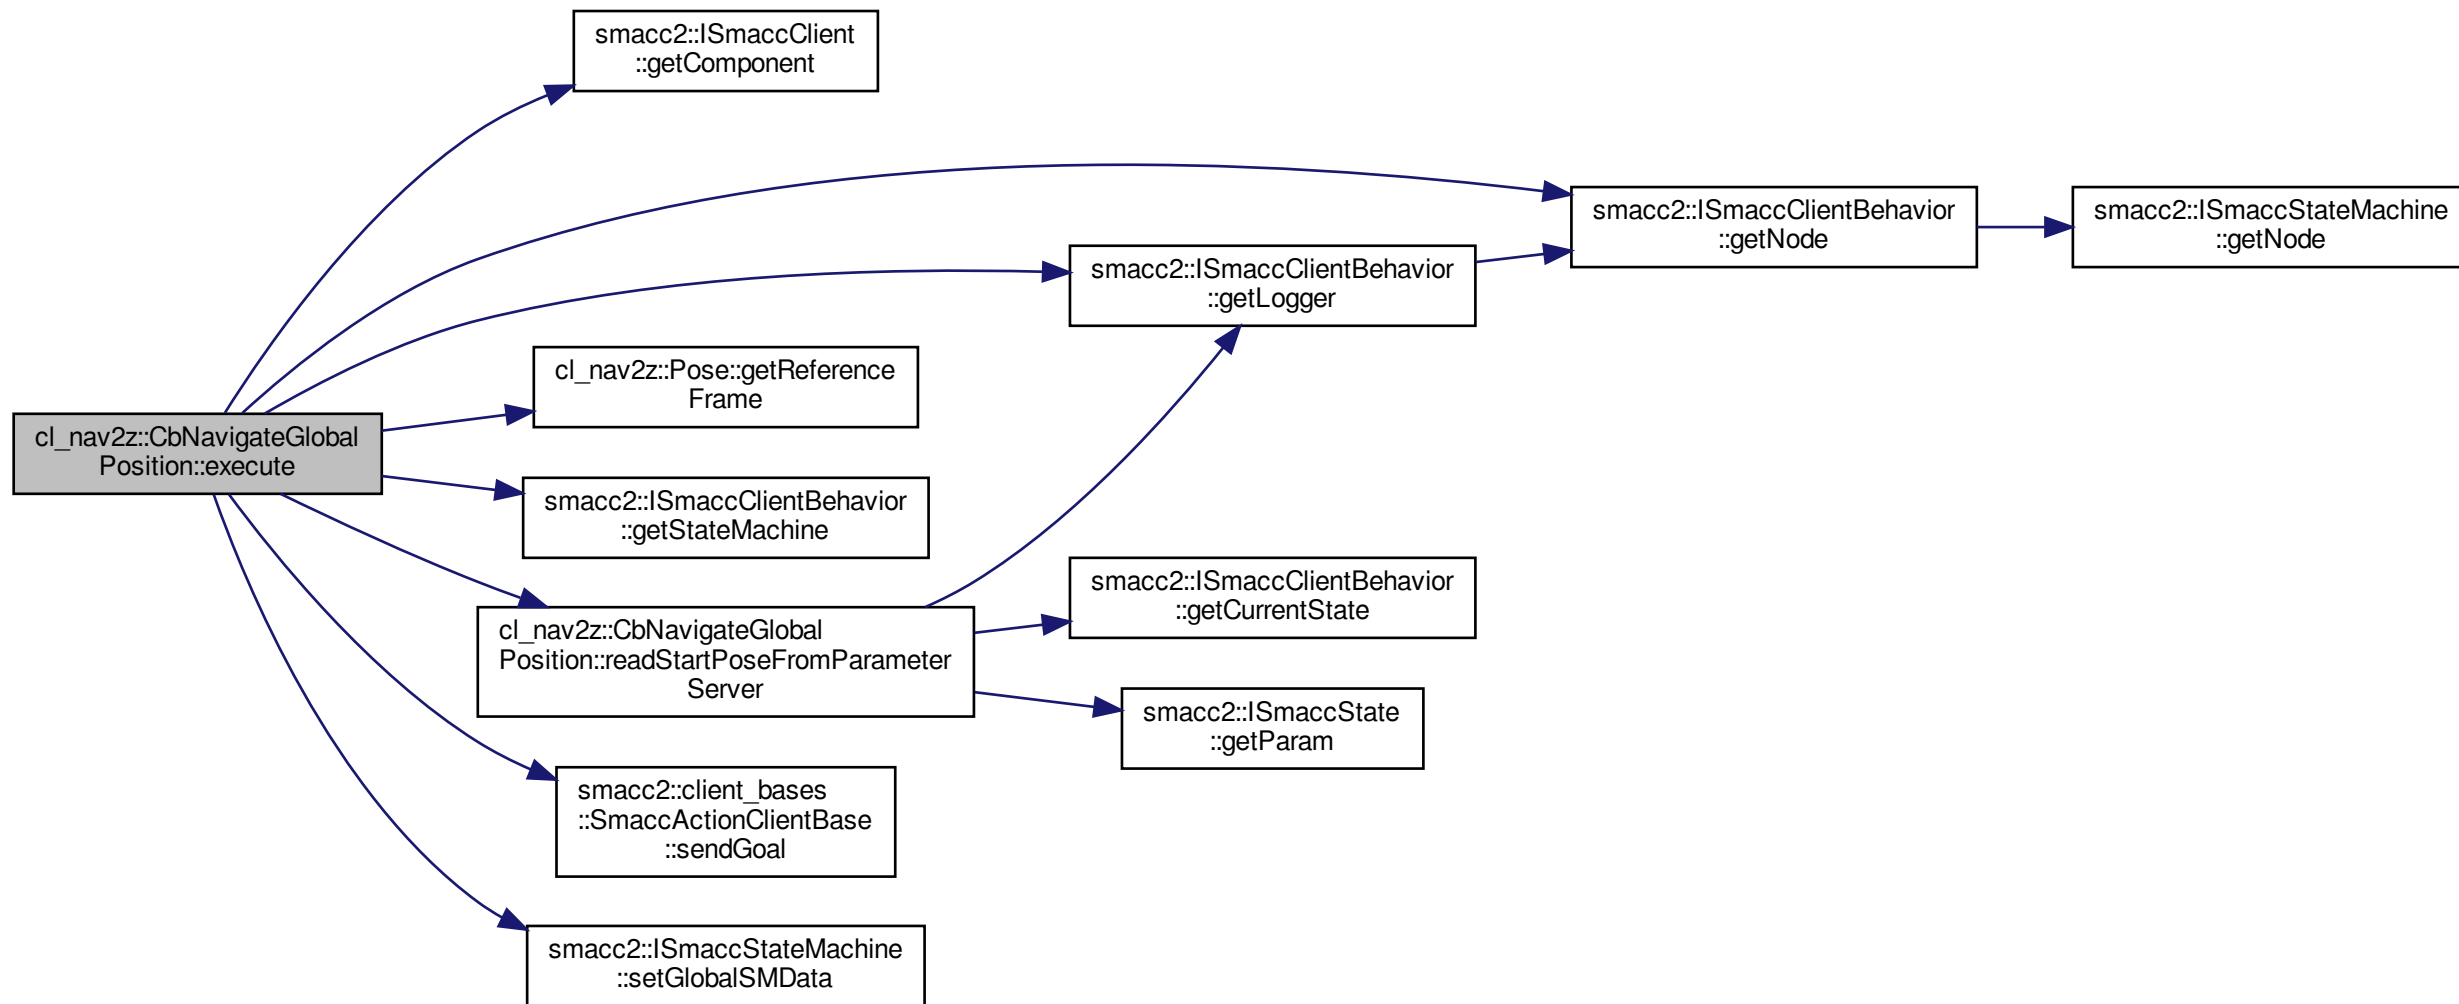 smacc2::ISmaccClient
::getComponent
smacc2::ISmaccClientBehavior
::getNode
smacc2::ISmaccStateMachine
::getNode
smacc2::ISmaccClientBehavior
::getLogger
cl_nav2z::Pose::getReference
Frame
cl_nav2z::CbNavigateGlobal
Position::execute
smacc2::ISmaccClientBehavior
::getStateMachine
smacc2::ISmaccClientBehavior
::getCurrentState
cl_nav2z::CbNavigateGlobal
Position::readStartPoseFromParameter
Server
smacc2::ISmaccState
::getParam
smacc2::client_bases
::SmaccActionClientBase
::sendGoal
smacc2::ISmaccStateMachine
::setGlobalSMData